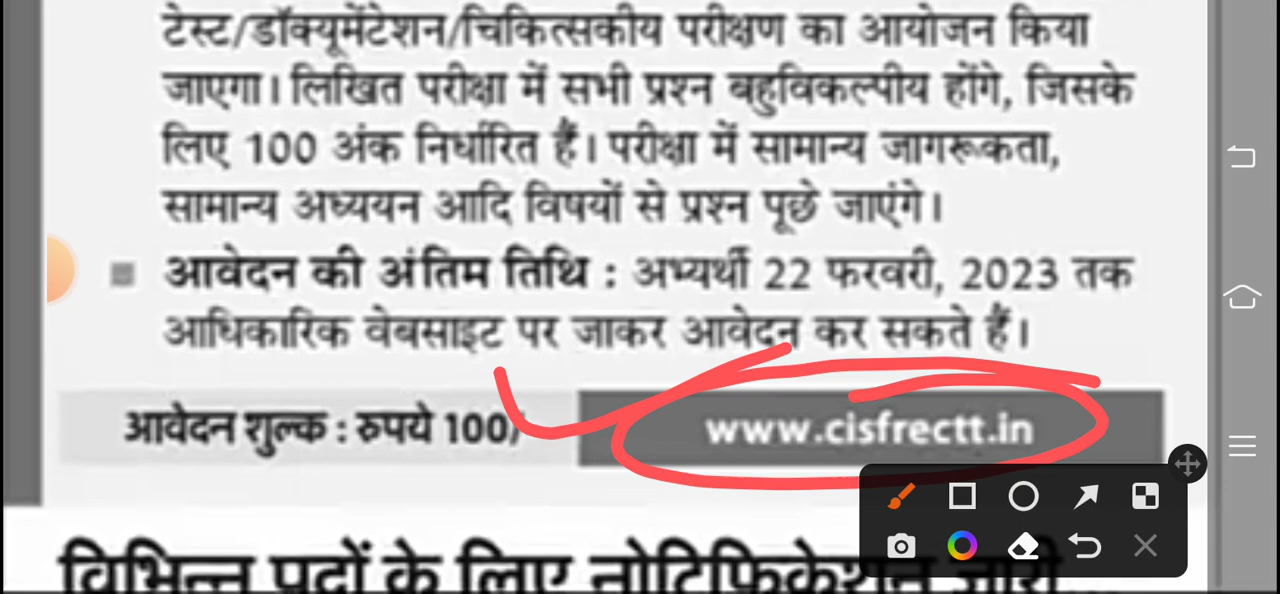 टेस्ट/डॉक्यूमेंटेशन/चिकित्सकीय परीक्षण का आयोजन किया
जाएगा। लिखित परीक्षा में सभी प्रश्न बहुविकल्पीय होंगे, जिसके
लिए 100 अंक निर्धारित हैं। परीक्षा में सामान्य जागरूकता,
सामान्य अध्ययन आदि विषयों से प्रश्न पूछे जाएंगे।
आवेदन की अंतिम तिथि : अभ्यर्थी 22 फरवरी, 2023 तक
आधिकारिक वेबसाइट पर जाकर आवेदन कर सकते हैं।
आवेदन शुल्क : रुपये 100/
www.cisfrectt.in
विभिन्न पदों के लिए नोटिफिकेशन जारी...